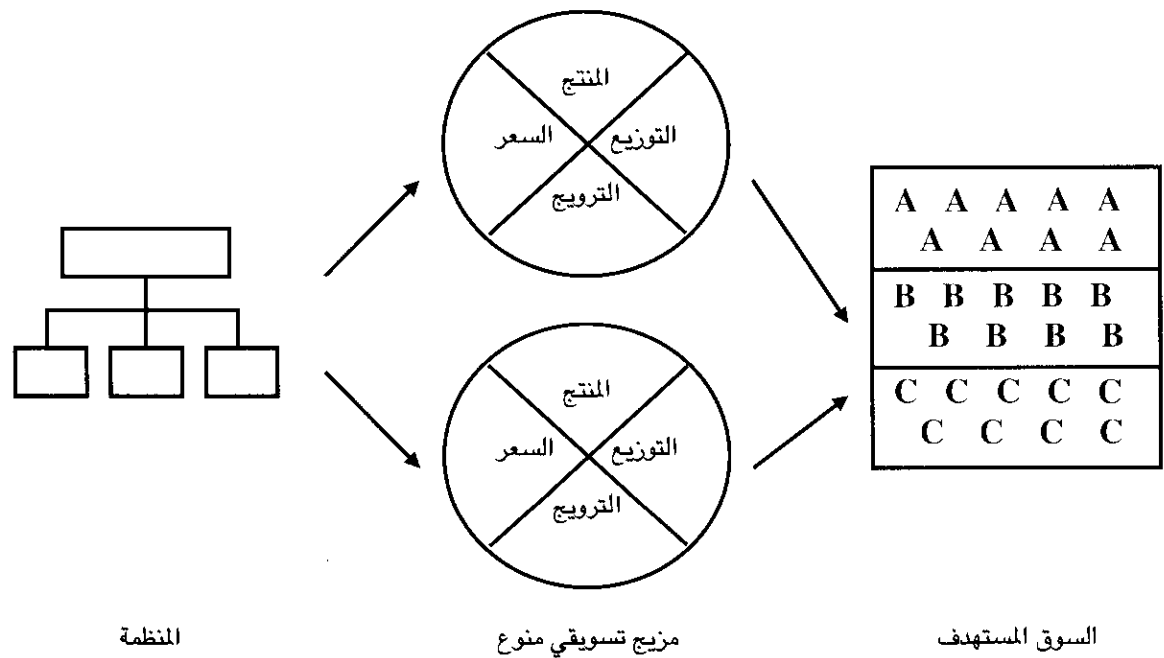 المنتج
التوزيع
السعر
الترويج
A A A A A
A A A A
B B B B B
B B B B
C C C C C
C C C C
المنتج
التوزيع
السعر
الترويج
السوق المستهدف
مزيج تسويقي منوع
المنظمة